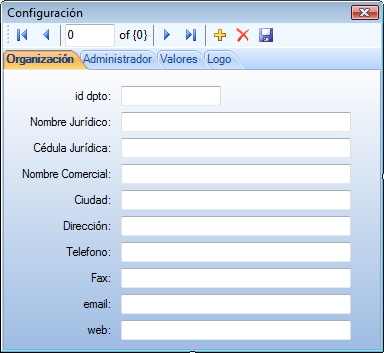 Configuración
0 of {0}
Organización Administrador Valores Logo
id dpto:
Nombre Jurídico:
Cédula Jurídica:
Nombre Comercial:
Ciudad:
Dirección:
Telefono:
Fax:
email:
web: